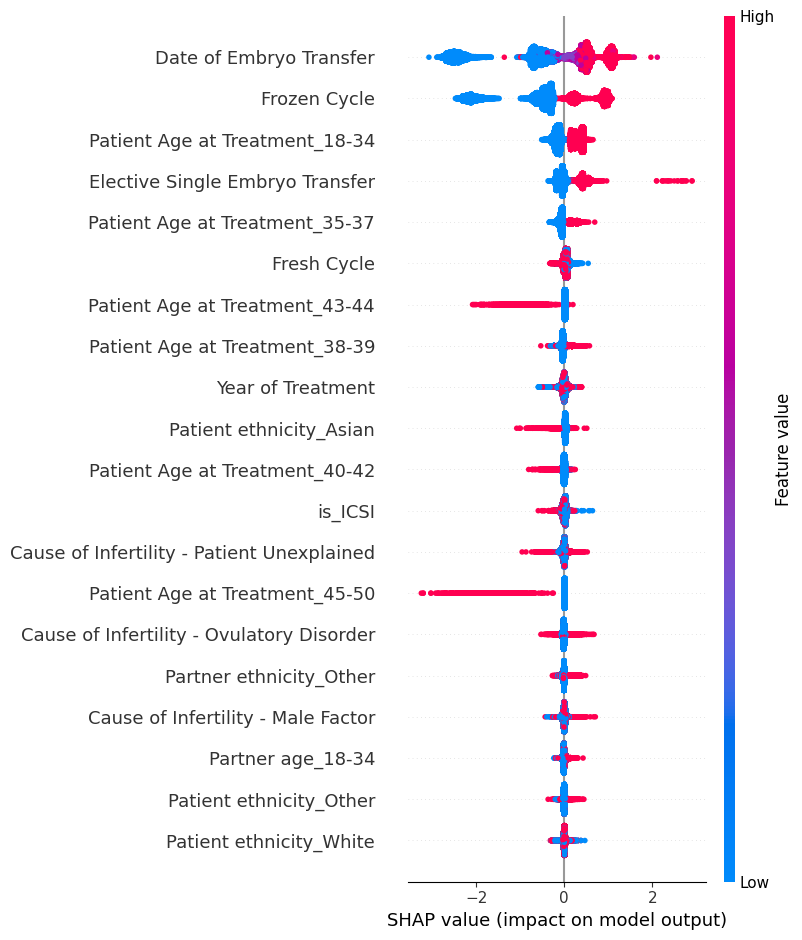 High
Date of Embryo Transfer
Frozen Cycle
Patient Age at Treatment_18-34
Elective Single Embryo Transfer
Patient Age at Treatment_35-37
Fresh Cycle
Patient Age at Treatment_43-44
Patient Age at Treatment_38-39
Year of Treatment
Patient ethnicity_Asian
Patient Age at Treatment_40-42
is_ICSI
Cause of Infertility - Patient Unexplained
Patient Age at Treatment_45-50
Cause of Infertility - Ovulatory Disorder
Partner ethnicity_Other
Cause of Infertility - Male Factor
Partner age_18-34
Patient ethnicity_Other
Patient ethnicity_White
Feature value
Low
−2 0 2
SHAP value (impact on model output)